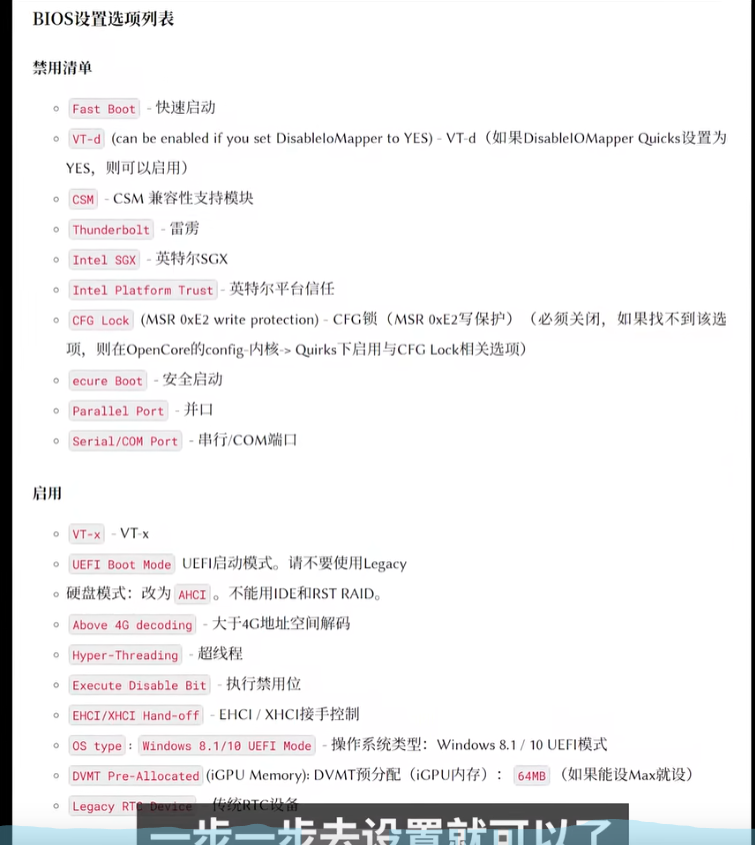 BIOS设置选项列表
禁用清单
Fast Boot - 快速启动
VT-d (can be enabled if you set DisableIoMapper to YES) - VT-d（如果DisableIOMapper Quicks设置为
YES，则可以启用）
CSM - CSM 兼容性支持模块
Thunderbolt - 雷雳
Intel SGX - 英特尔SGX
Intel Platform Trust - 英特尔平台信任
CFG Lock (MSR 0xE2 write protection) - CFG锁（MSR 0xE2写保护）（必须关闭，如果找不到该选
项，则在OpenCore的config-内核-> Quirks下启用与CFG Lock相关选项）
ecure Boot - 安全启动
Parallel Port - 并口
Serial/COM Port - 串行/COM端口
启用
VT-x - VT-x
UEFI Boot Mode UEFI启动模式。请不要使用Legacy
硬盘模式：改为 AHCI 。不能用IDE和RST RAID。
Above 4G decoding - 大于4G地址空间解码
Hyper-Threading - 超线程
Execute Disable Bit - 执行禁用位
EHCI/XHCI Hand-off - EHCI / XHCI接手控制
OS type : Windows 8.1/10 UEFI Mode - 操作系统类型：Windows 8.1 / 10 UEFI模式
DVMT Pre-Allocated (iGPU Memory): DVMT预分配（iGPU内存）： 64MB （如果能设Max就设）
Legacy RTC Device - 传统RTC设备
一步一步去设置就可以了